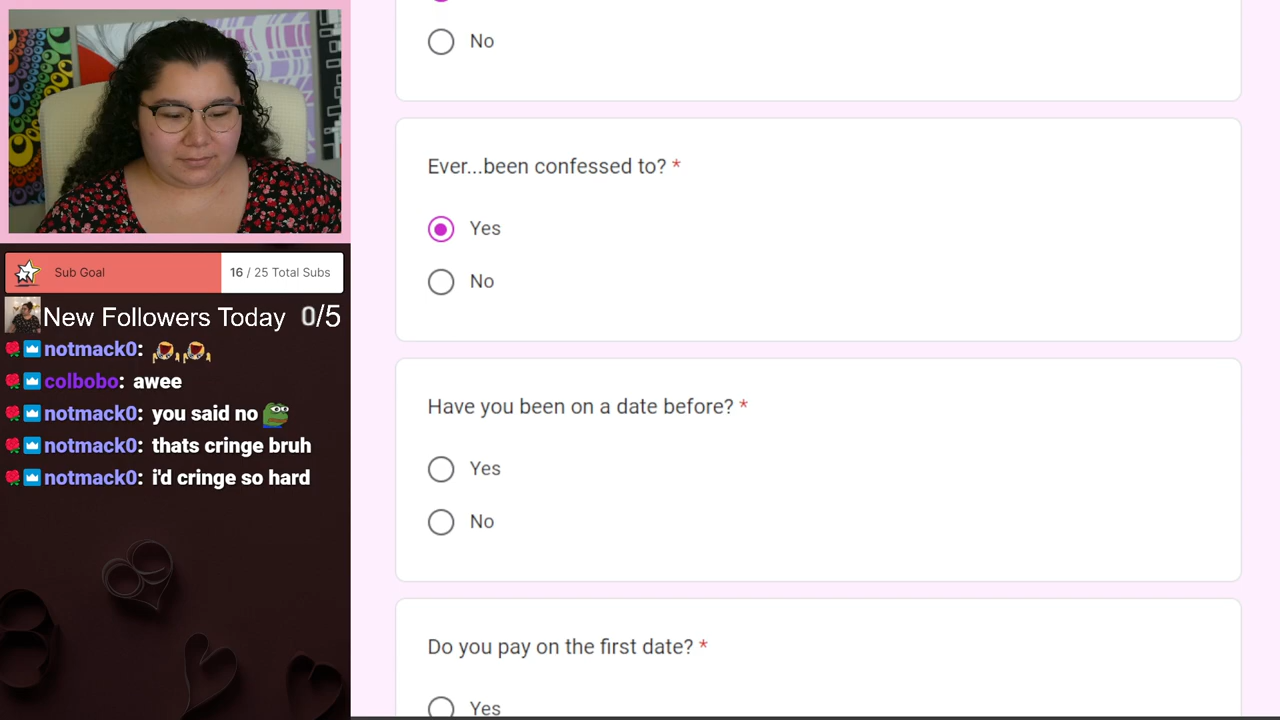 Sub Goal
16 / 25 Total Subs
New Followers Today 0/5
notmack0:
colbobo: awee
notmack0: you said no
notmack0: thats cringe bruh
notmack0: i'd cringe so hard
No
Ever...been confessed to? *
Yes
No
Have you been on a date before? *
Yes
No
Do you pay on the first date? *
Yes